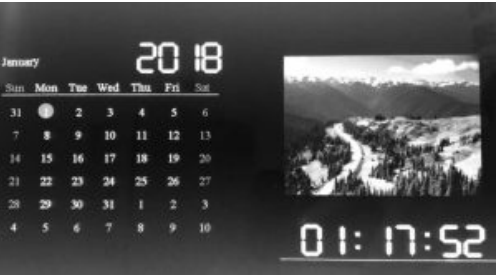 January 2018
Sun Mon Tue Wed Thu Fri Sat
31 1 2 3 4 5 6
7 8 9 10 11 12 13
14 15 16 17 18 19 20
21 22 23 24 25 26 27
28 29 30 31 1 2 3
4 5 6 7 8 9 10
01:17:52